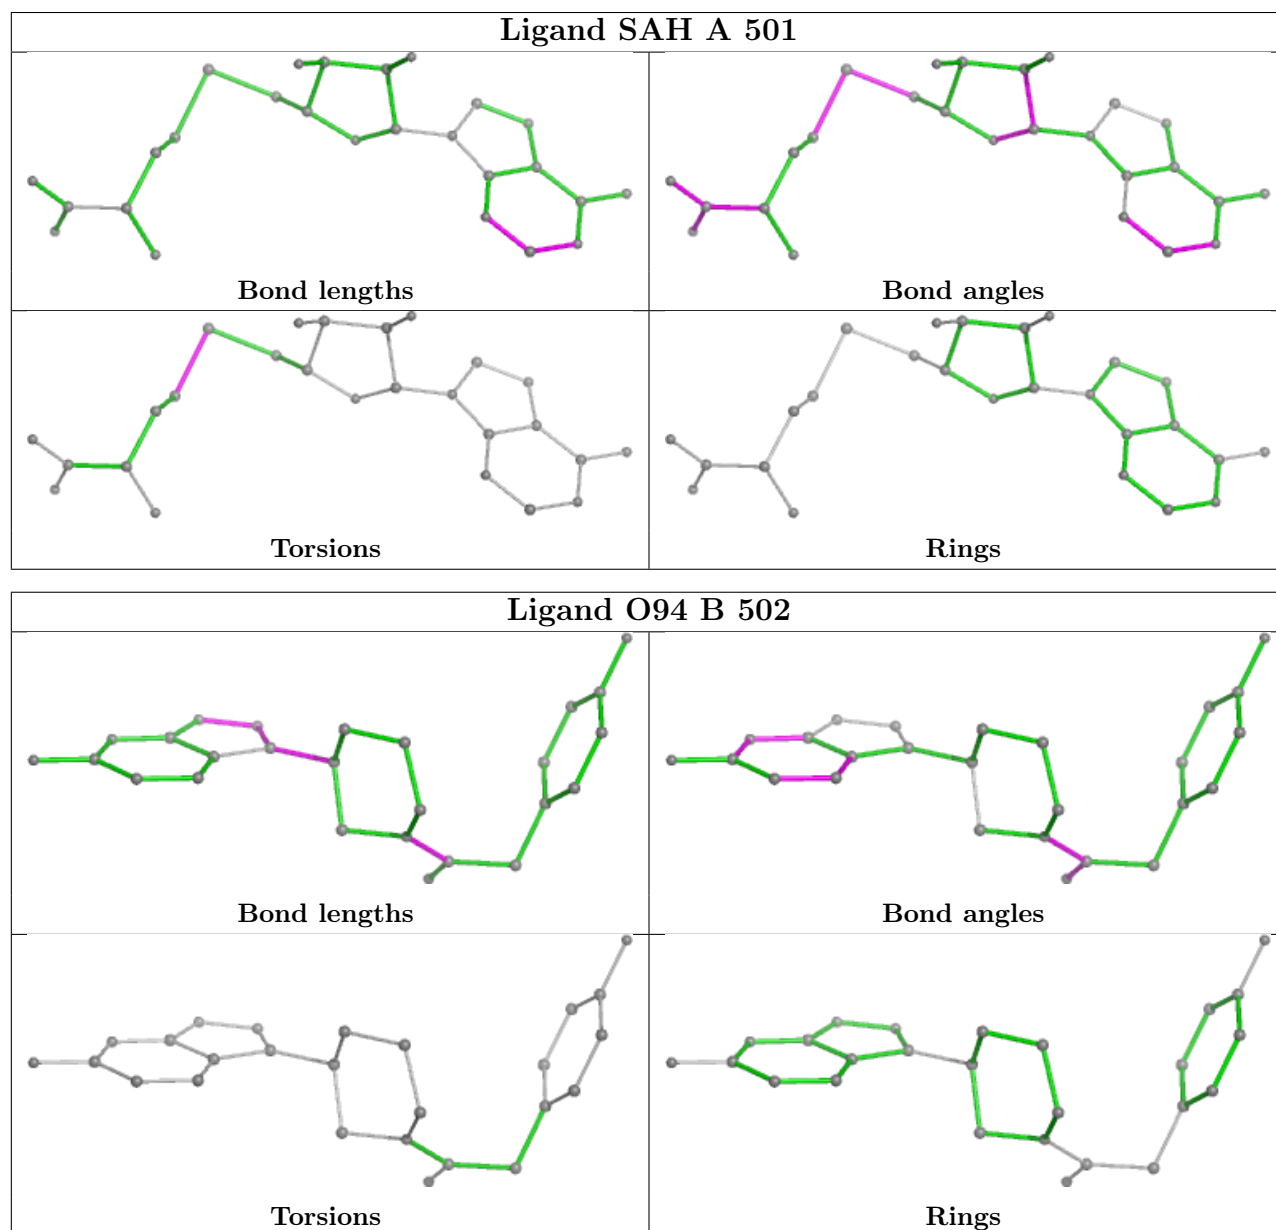 Ligand SAH A 501
Bond lengths
Bond angles
Torsions
Rings
Ligand O94 B 502
Bond lengths
Bond angles
Torsions
Rings